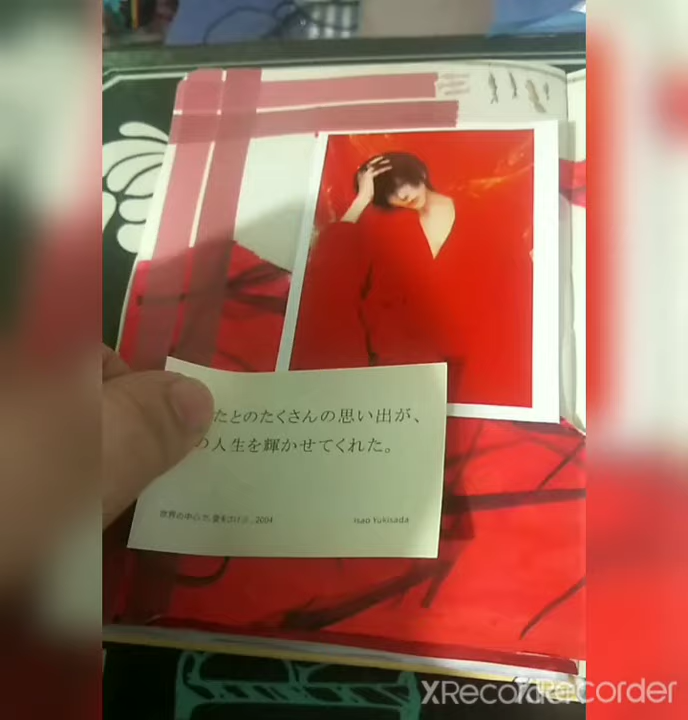 たとのたくさんの思い出が、
の人生を輝かせてくれた。
世界の中心で、愛をさけぶ、2004
Isao Yukisada
XRecorder
XRecorder